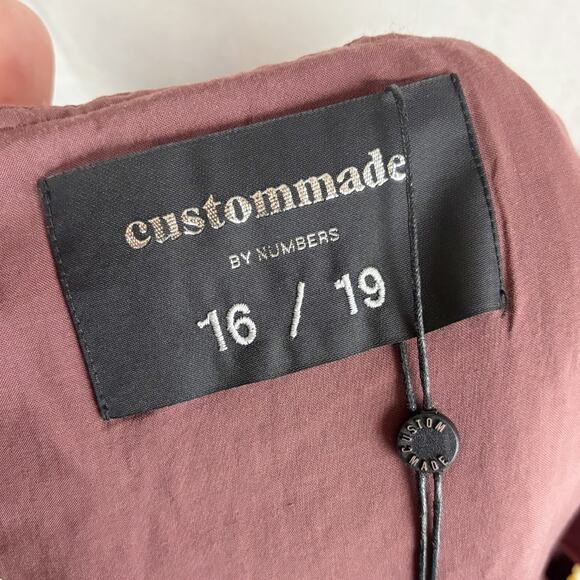 custommade
BY NUMBERS
16 / 19
CUSTOM
MADE